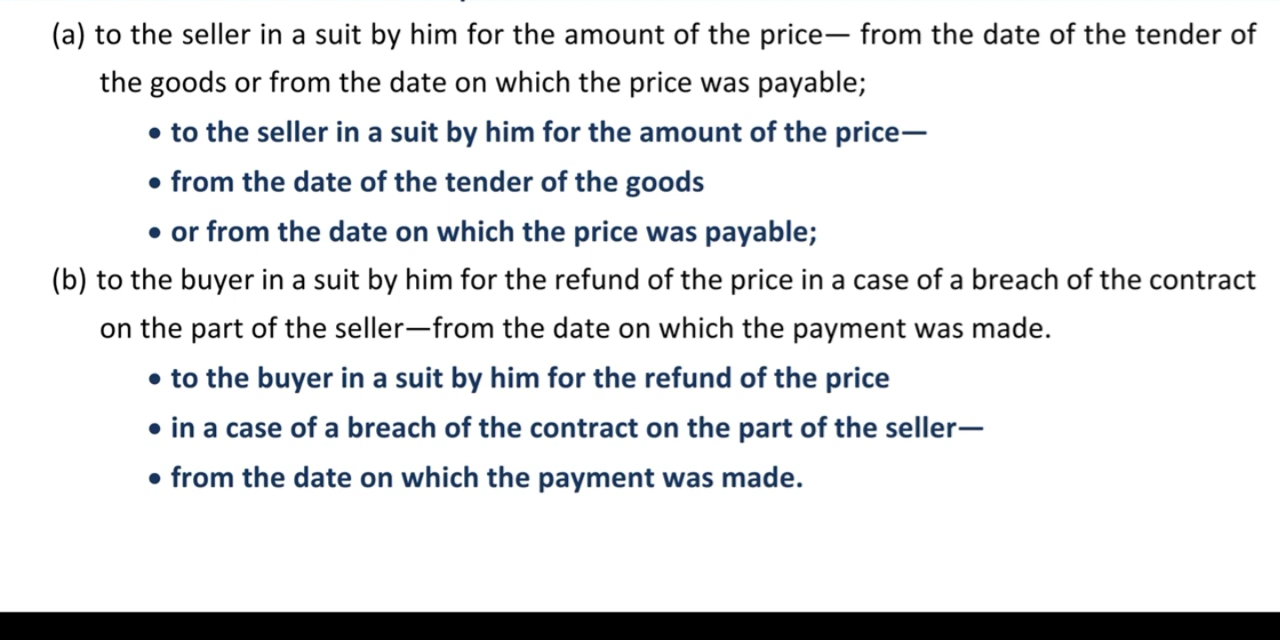 (a) to the seller in a suit by him for the amount of the price— from the date of the tender of
the goods or from the date on which the price was payable;
• to the seller in a suit by him for the amount of the price—
• from the date of the tender of the goods
• or from the date on which the price was payable;
(b) to the buyer in a suit by him for the refund of the price in a case of a breach of the contract
on the part of the seller—from the date on which the payment was made.
• to the buyer in a suit by him for the refund of the price
• in a case of a breach of the contract on the part of the seller—
• from the date on which the payment was made.